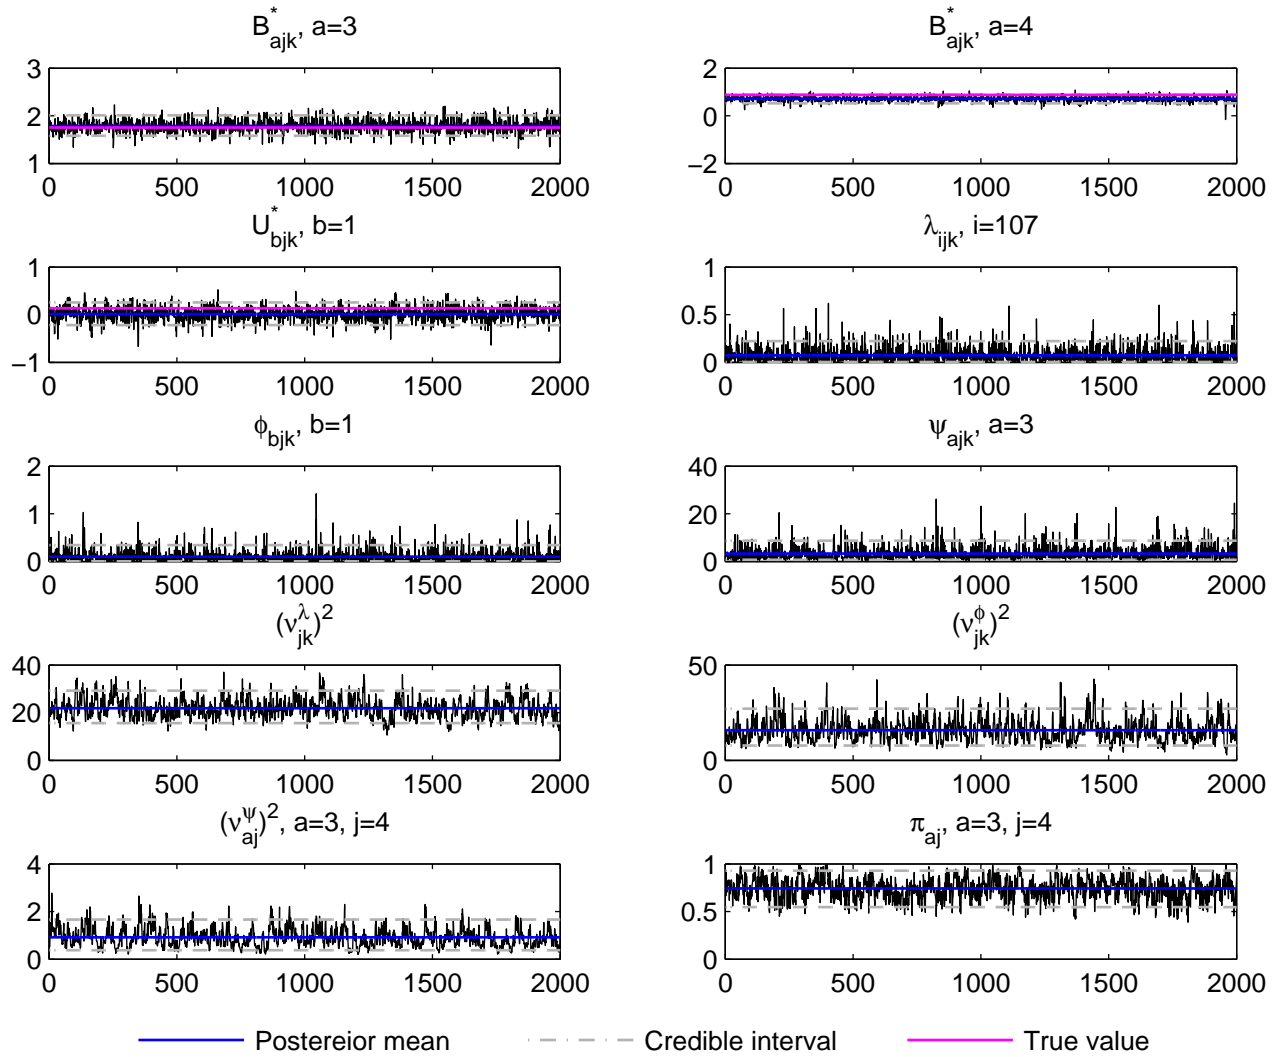 B*ajk, a=3
3
2
1
0 500 1000 1500 2000
B*ajk, a=4
2
0
−2
0 500 1000 1500 2000
U*bjk, b=1
1
0
−1
0 500 1000 1500 2000
λijk, i=107
1
0.5
0
0 500 1000 1500 2000
ϕbjk, b=1
2
1
0
0 500 1000 1500 2000
ψajk, a=3
40
20
0
0 500 1000 1500 2000
(νλjk)2
40
20
0
0 500 1000 1500 2000
(νϕjk)2
50
0
0 500 1000 1500 2000
(νψaj)2, a=3, j=4
4
2
0
0 500 1000 1500 2000
πaj, a=3, j=4
1
0.5
0
0 500 1000 1500 2000
Postereior mean Credible interval True value